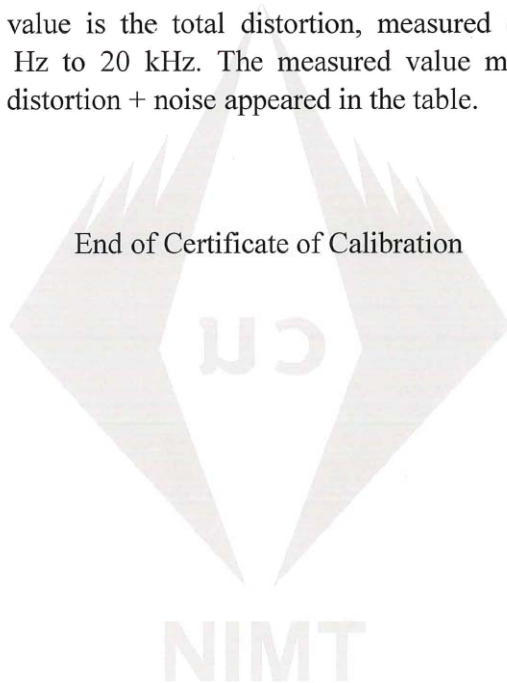 value is the total distortion, measured
Hz to 20 kHz. The measured value m
distortion + noise appeared in the table.
End of Certificate of Calibration
NIMT